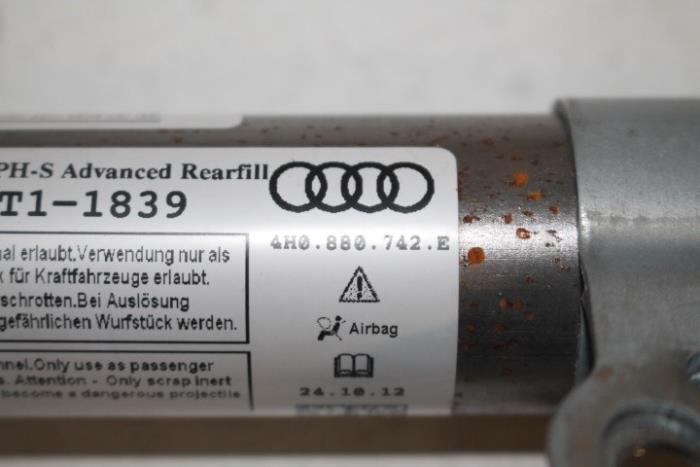 PH-S Advanced Rearfill
T1-1839
4H0.880.742.E
al erlaubt.Verwendung nur als
für Kraftfahrzeuge erlaubt.
schrotten.Bei Auslösung
gefährlichen Wurfstück werden.
Airbag
nnel.Only use as passenger
s. Attention - Only scrap inert
become a dangerous projectile
24.10.12